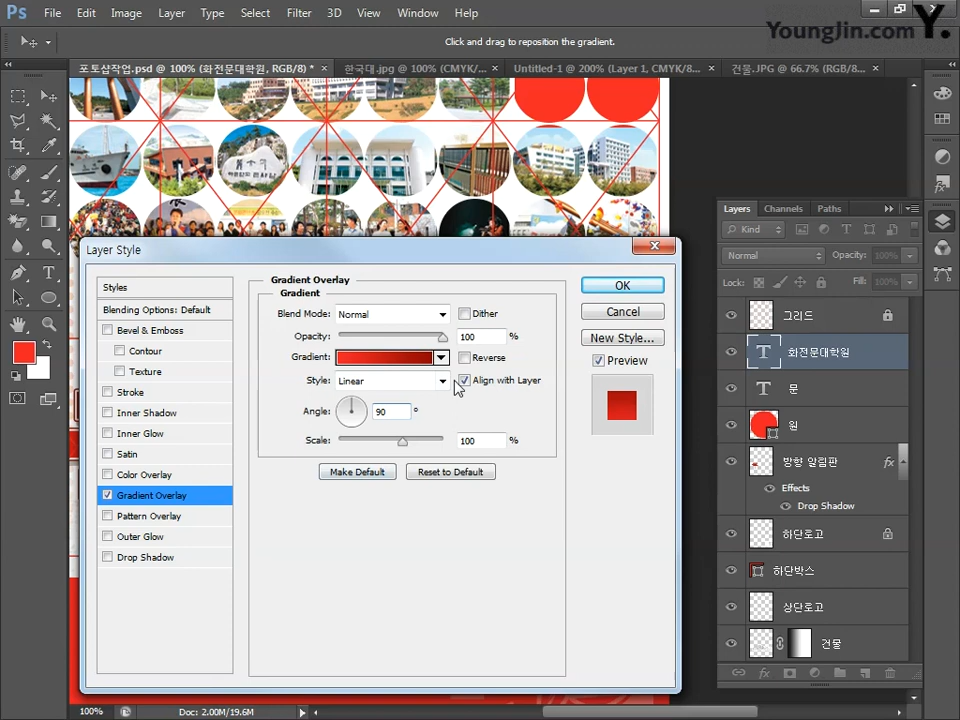 Ps File Edit Image Layer Type Select Filter 3D View Window Help
YoungJin.com Y.
Click and drag to reposition the gradient.
포토샵작업.psd @ 100% (화전문대학원, RGB/8) * × 한국대.jpg @ 100% (CMYK/... × Untitled-1 @ 200% (Layer 1, CMYK/8... × 건물.JPG @ 66.7% (RGB/8... ×
Layers Channels Paths
Kind
Normal Opacity: 100%
Lock: Fill: 100%
그리드
화전문대학원
문
원
방향 알림판 fx
Effects
Drop Shadow
하단로고
하단박스
상단로고
건물
Layer Style
Styles
Blending Options: Default
Bevel & Emboss
Contour
Texture
Stroke
Inner Shadow
Inner Glow
Satin
Color Overlay
Gradient Overlay
Pattern Overlay
Outer Glow
Drop Shadow
Gradient Overlay
Gradient
Blend Mode: Normal Dither
Opacity: 100 %
Gradient: Reverse
Style: Linear Align with Layer
Angle: 90 °
Scale: 100 %
Make Default Reset to Default
OK
Cancel
New Style...
Preview
100% Doc: 2.00M/19.6M